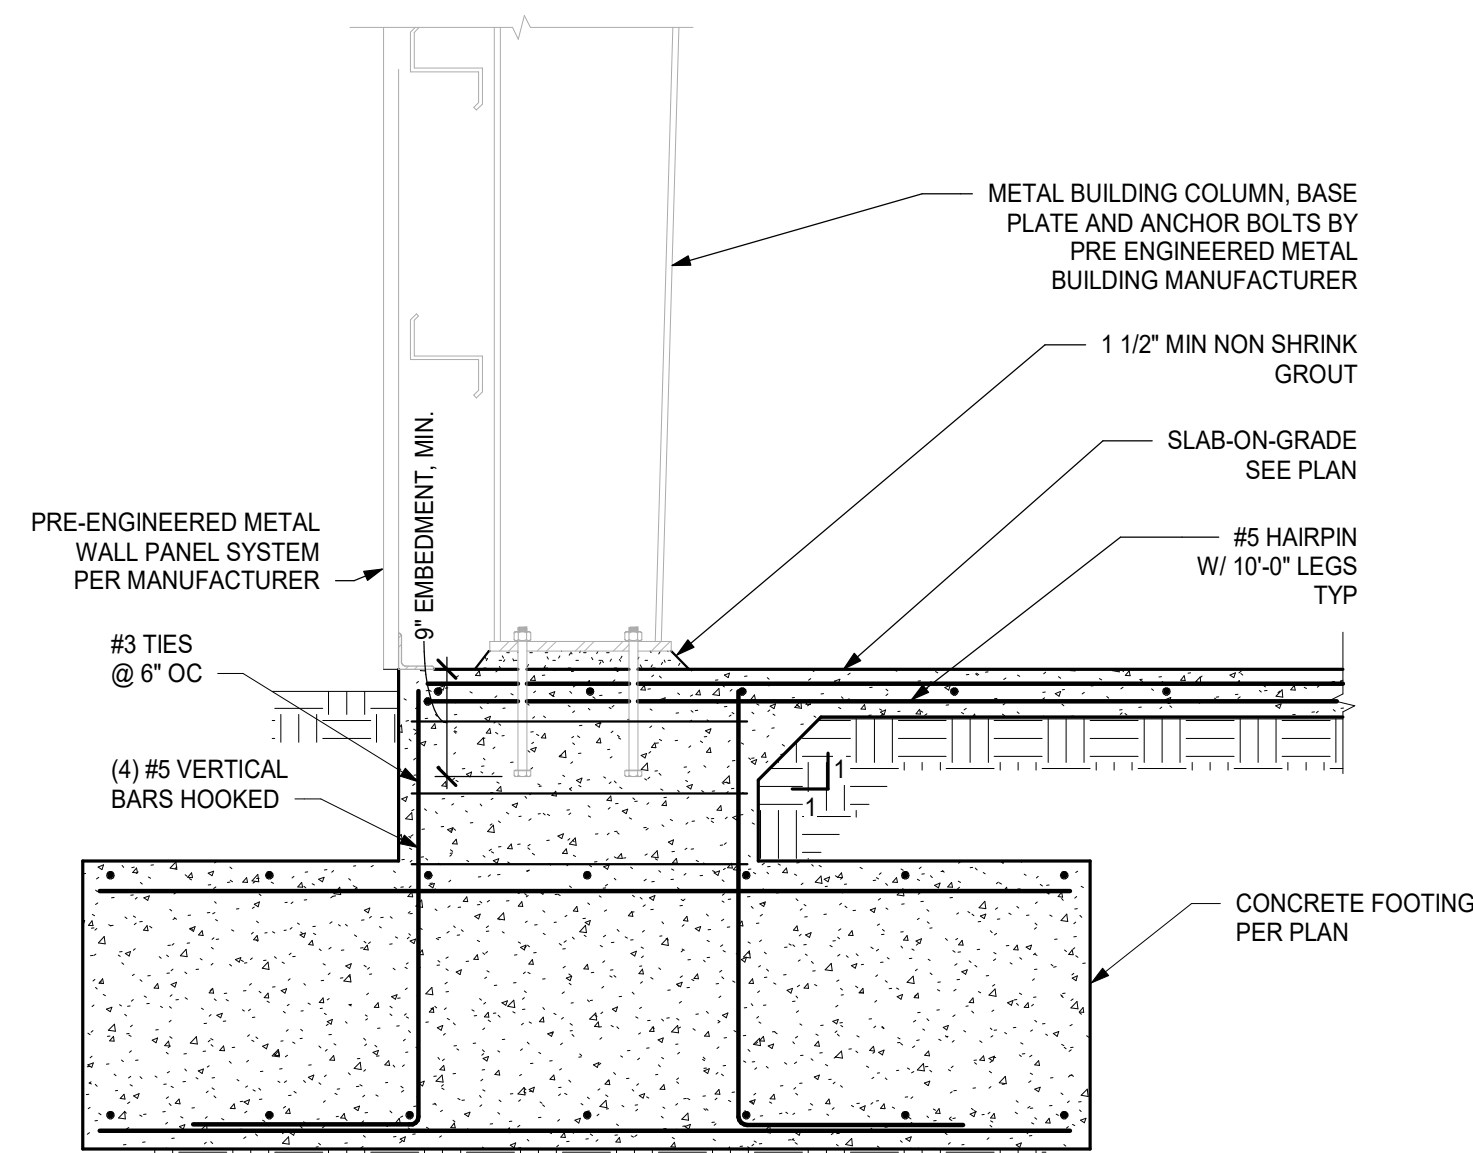 METAL BUILDING COLUMN, BASE
PLATE AND ANCHOR BOLTS BY
PRE ENGINEERED METAL
BUILDING MANUFACTURER
1 1/2" MIN NON SHRINK
GROUT
SLAB-ON-GRADE
SEE PLAN
#5 HAIRPIN
W/ 10'-0" LEGS
TYP
9" EMBEDMENT, MIN.
PRE-ENGINEERED METAL
WALL PANEL SYSTEM
PER MANUFACTURER
#3 TIES
@ 6" OC
(4) #5 VERTICAL
BARS HOOKED
1
1
CONCRETE FOOTING
PER PLAN